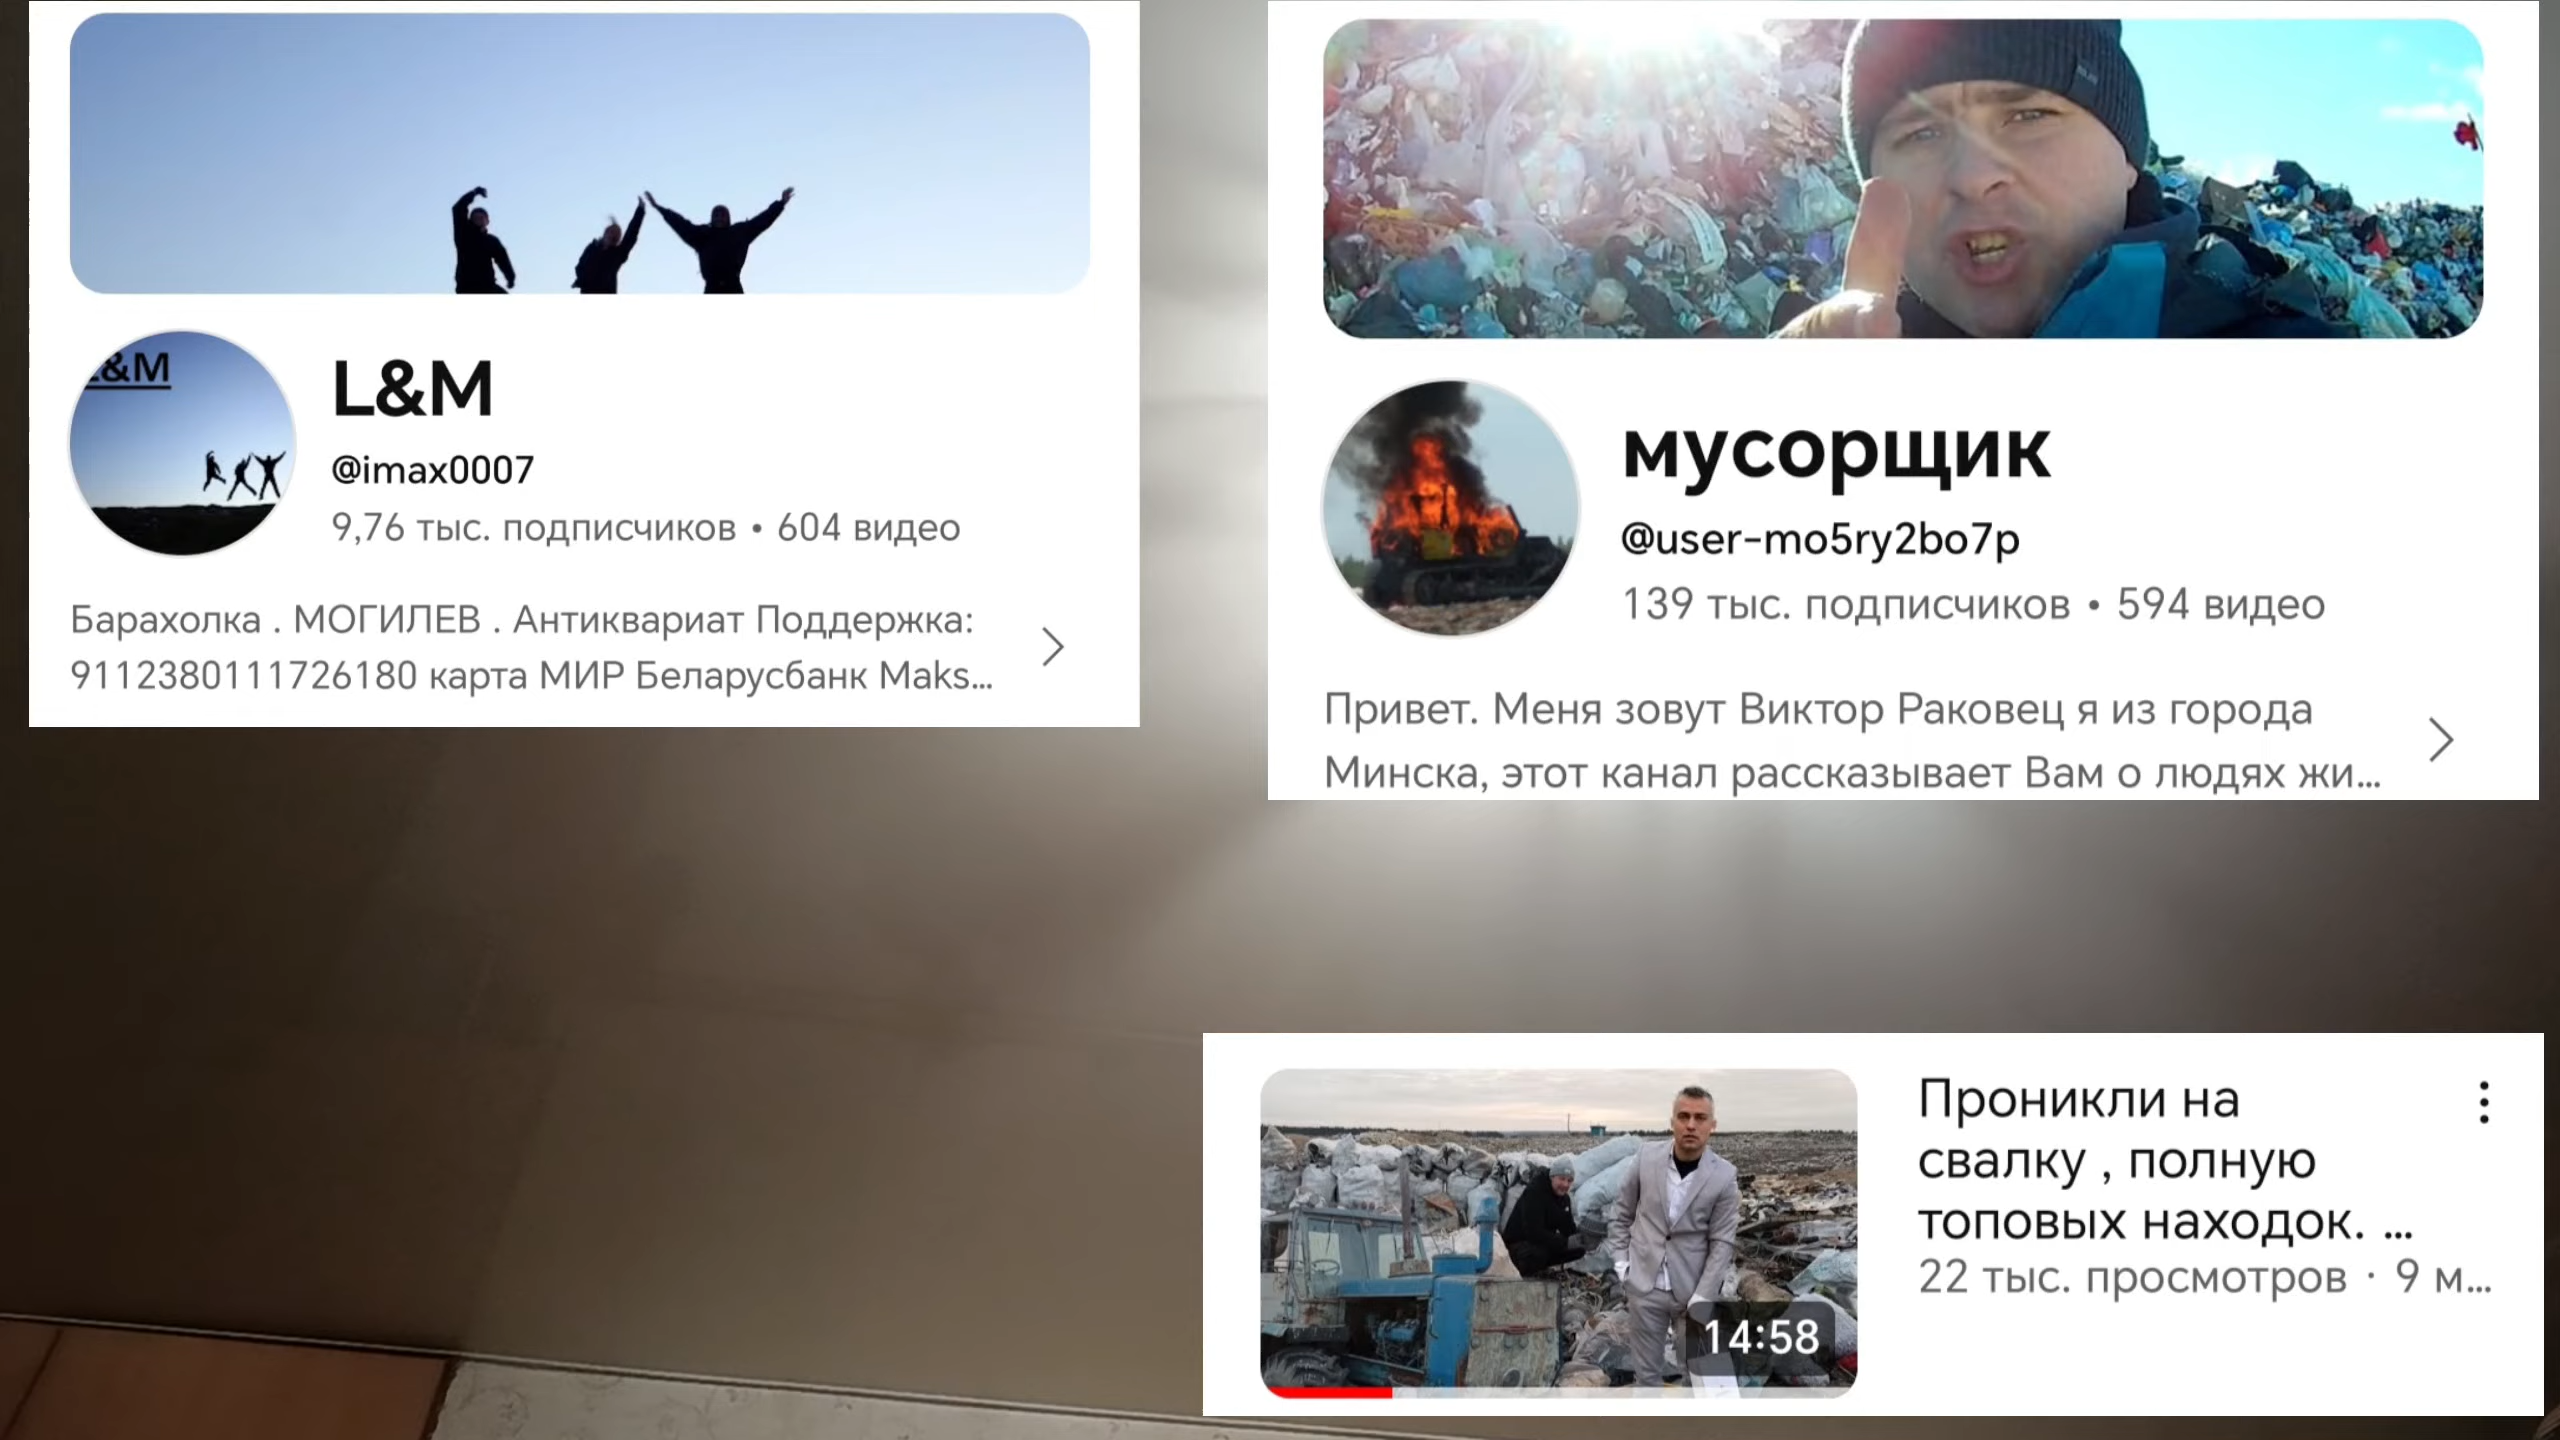 L&M
L&M
@imax0007
9,76 тыс. подписчиков • 604 видео
Барахолка . МОГИЛЕВ . Антиквариат Поддержка:
9112380111726180 карта МИР Беларусбанк Maks...
мусорщик
@user-mo5ry2bo7p
139 тыс. подписчиков • 594 видео
Привет. Меня зовут Виктор Раковец я из города
Минска, этот канал рассказывает Вам о людях жи...
Проникли на
свалку , полную
топовых находок. ...
22 тыс. просмотров · 9 м...
14:58